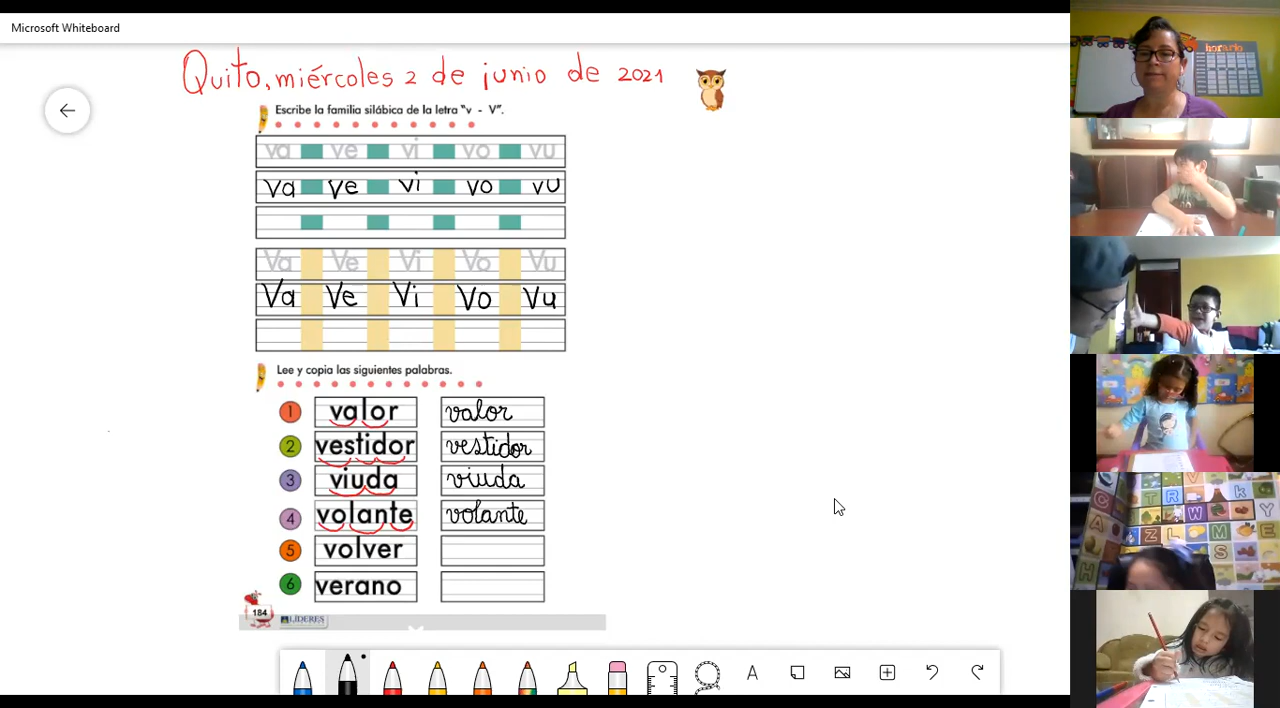 Microsoft Whiteboard
Quito, miércoles 2 de junio de 2021
Escribe la familia silábica de la letra "v - V".
va ve vi vo vu
va ve vi vo vu
Va Ve Vi Vo Vu
Va Ve Vi Vo Vu
Lee y copia las siguientes palabras.
1 valor valor
2 vestidor vestidor
3 viuda viuda
4 volante volante
5 volver
6 verano
184 LÍDERES
A
horario
T R K
C W Y
A Z M E
S
H